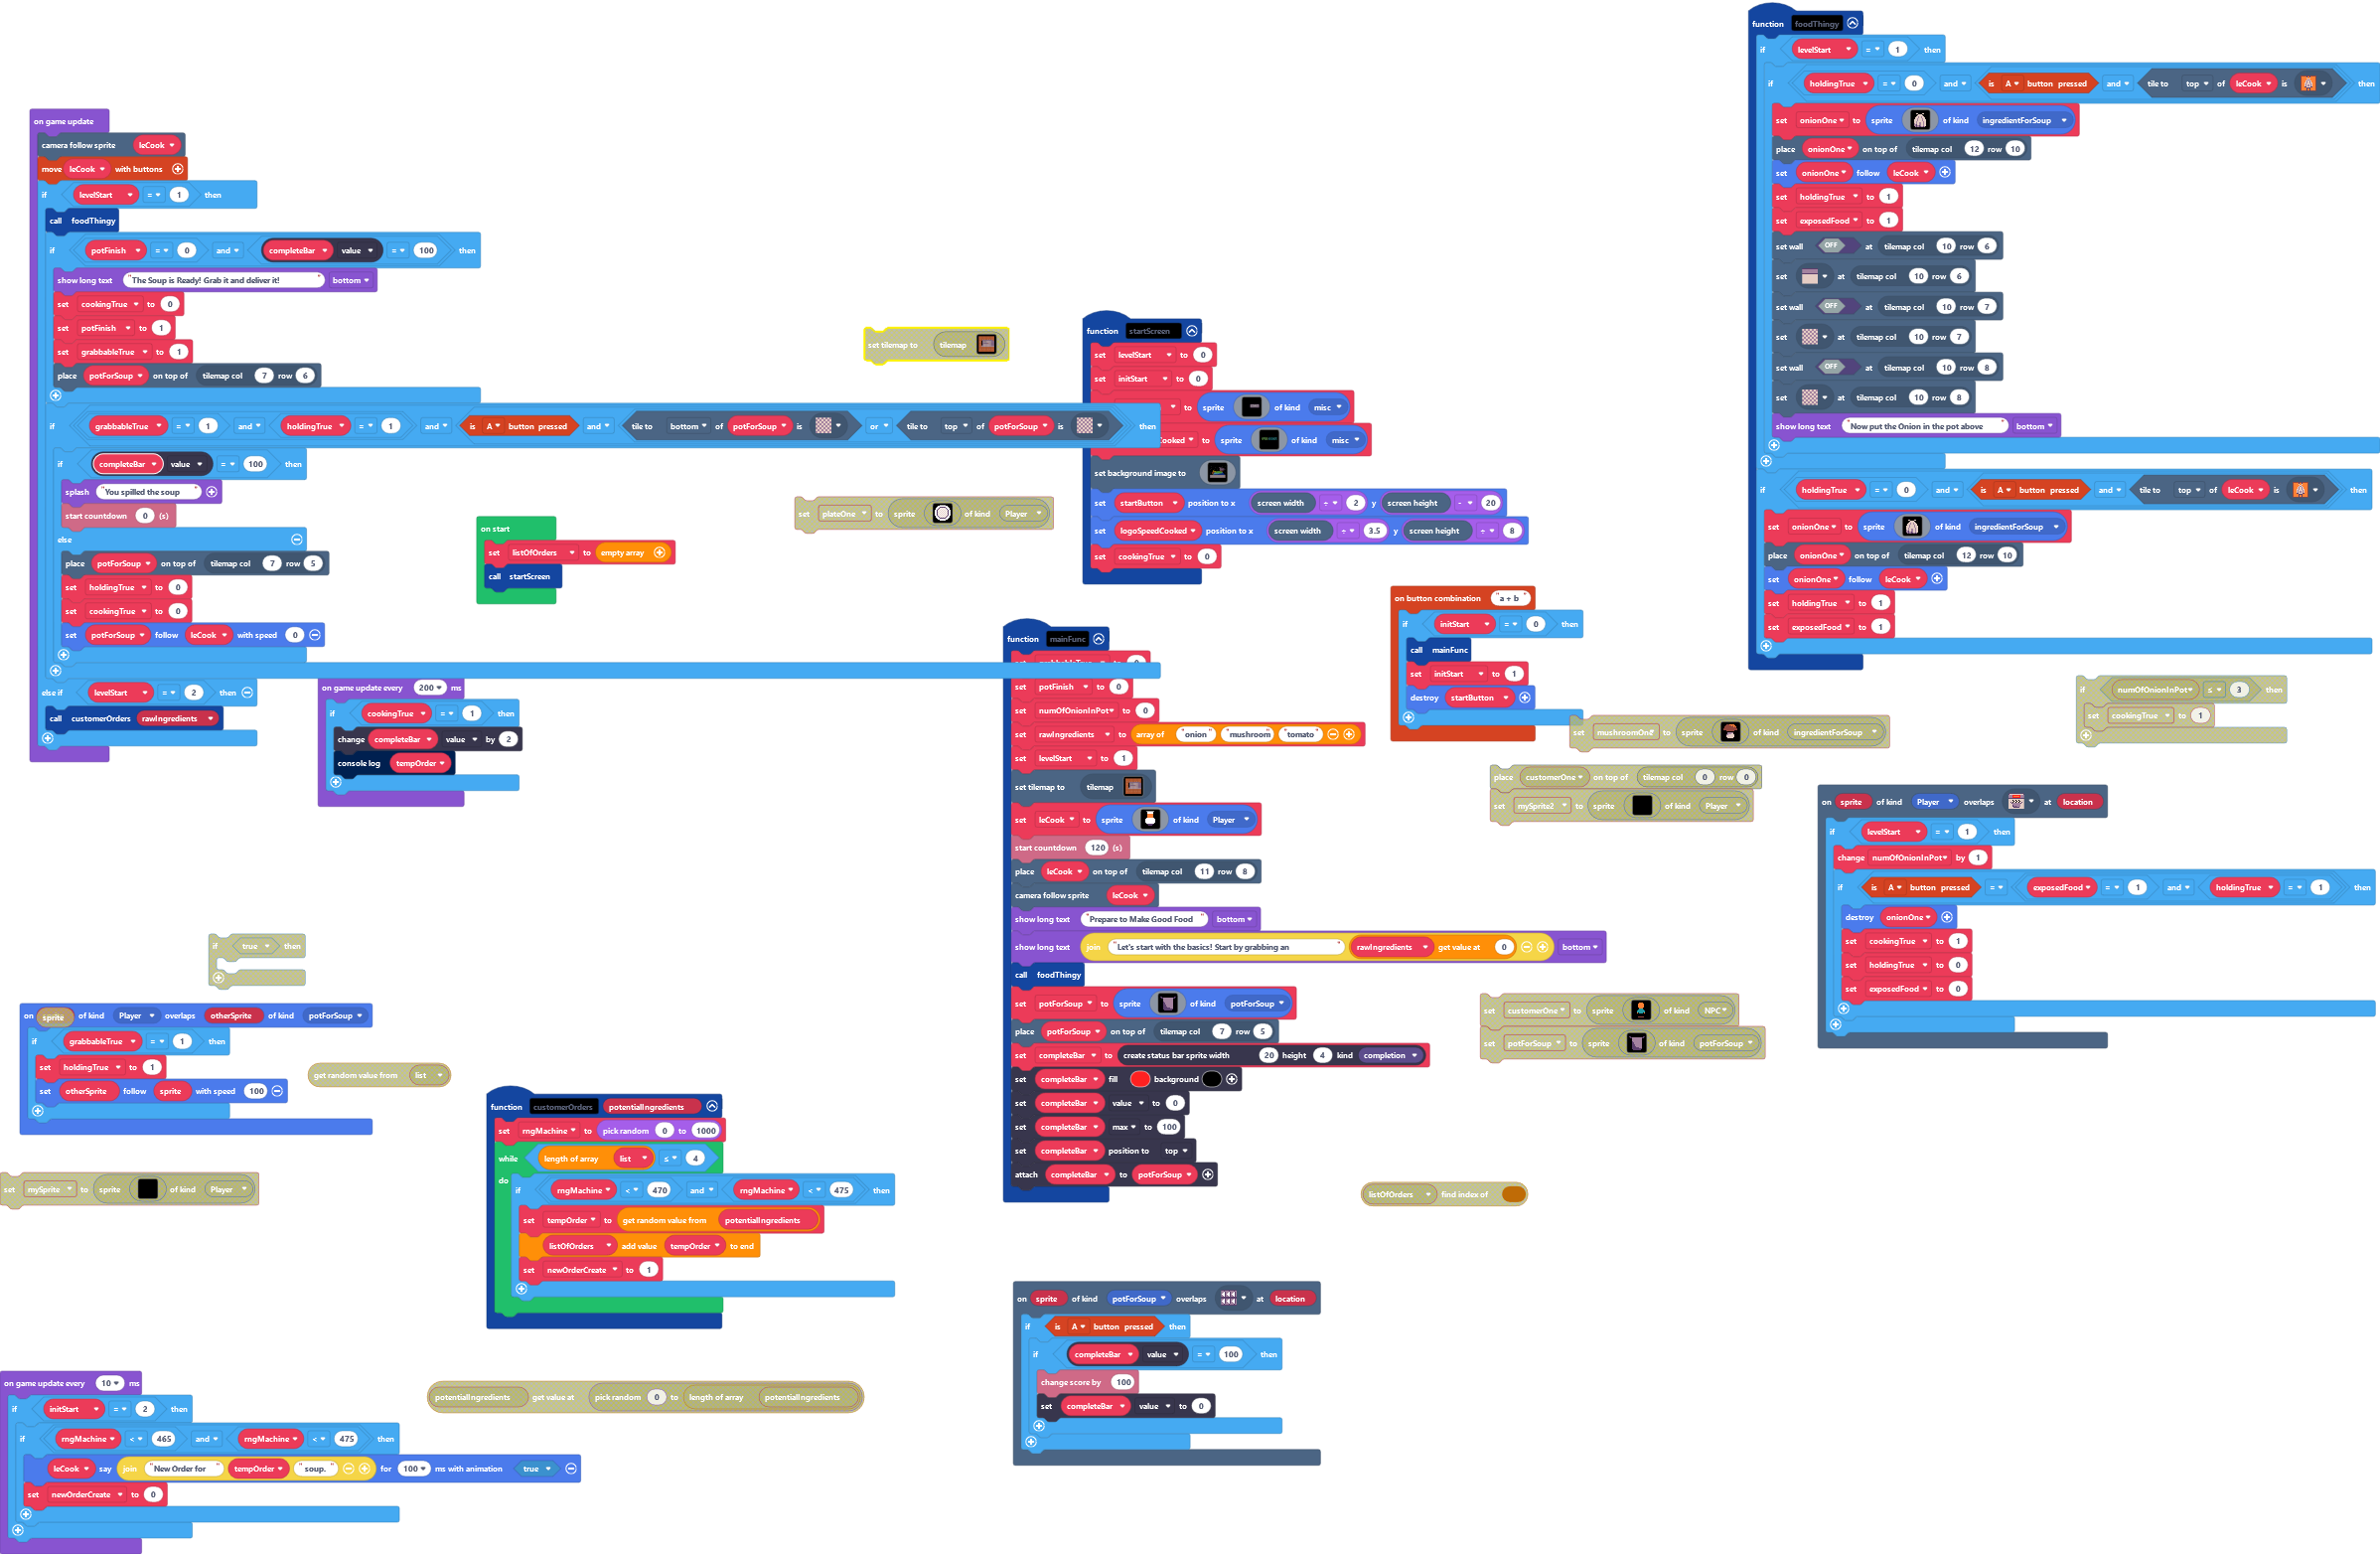 on game update
camera follow sprite leCook
move leCook with buttons
if levelStart = 1 then
call foodThingy
if potFinish = 0 and completeBar value = 100 then
show long text "The Soup is Ready! Grab it and deliver it!" bottom
set cookingTrue to 0
set potFinish to 1
set grabbableTrue to 1
place potForSoup on top of tilemap col 7 row 6
if grabbableTrue = 1 and holdingTrue = 1 and is A button pressed and tile to bottom of potForSoup is or tile to top of potForSoup is then
if completeBar value = 100 then
splash "You spilled the soup"
start countdown 0 (s)
else
place potForSoup on top of tilemap col 7 row 5
set holdingTrue to 0
set cookingTrue to 0
set potForSoup follow leCook with speed 0
else if levelStart = 2 then
call customerOrders rawIngredients
on game update every 200 ms
if cookingTrue = 1 then
change completeBar value by 2
console log tempOrder
on start
set listOfOrders to empty array
call startScreen
set tilemap to tilemap
set plateOne to sprite of kind Player
function startScreen
set levelStart to 0
set initStart to 0
to sprite of kind misc
Cooked to sprite of kind misc
set background image to
set startButton position to x screen width ÷ 2 y screen height - 20
set logoSpeedCooked position to x screen width ÷ 3.5 y screen height ÷ 8
set cookingTrue to 0
function mainFunc
set potFinish to 0
set numOfOnionInPot to 0
set rawIngredients to array of "onion" "mushroom" "tomato"
set levelStart to 1
set tilemap to tilemap
set leCook to sprite of kind Player
start countdown 120 (s)
place leCook on top of tilemap col 11 row 8
camera follow sprite leCook
show long text "Prepare to Make Good Food" bottom
show long text join "Let's start with the basics! Start by grabbing an" rawIngredients get value at 0 bottom
call foodThingy
set potForSoup to sprite of kind potForSoup
place potForSoup on top of tilemap col 7 row 5
set completeBar to create status bar sprite width 20 height 4 kind completion
set completeBar fill background
set completeBar value to 0
set completeBar max to 100
set completeBar position to top
attach completeBar to potForSoup
on button combination "a + b"
if initStart = 0 then
call mainFunc
set initStart to 1
destroy startButton
set mushroomOne to sprite of kind ingredientForSoup
place customerOne on top of tilemap col 0 row 0
set mySprite2 to sprite of kind Player
set customerOne to sprite of kind NPC
set potForSoup to sprite of kind potForSoup
listOfOrders find index of
function foodThingy
if levelStart = 1 then
if holdingTrue = 0 and is A button pressed and tile to top of leCook is then
set onionOne to sprite of kind ingredientForSoup
place onionOne on top of tilemap col 12 row 10
set onionOne follow leCook
set holdingTrue to 1
set exposedFood to 1
set wall OFF at tilemap col 10 row 6
set at tilemap col 10 row 6
set wall OFF at tilemap col 10 row 7
set at tilemap col 10 row 7
set wall OFF at tilemap col 10 row 8
set at tilemap col 10 row 8
show long text "Now put the Onion in the pot above" bottom
if holdingTrue = 0 and is A button pressed and tile to top of leCook is then
set onionOne to sprite of kind ingredientForSoup
place onionOne on top of tilemap col 12 row 10
set onionOne follow leCook
set holdingTrue to 1
set exposedFood to 1
if numOfOnionInPot ≤ 3 then
set cookingTrue to 1
on sprite of kind Player overlaps at location
if levelStart = 1 then
change numOfOnionInPot by 1
if is A button pressed = exposedFood = 1 and holdingTrue = 1 then
destroy onionOne
set cookingTrue to 1
set holdingTrue to 0
set exposedFood to 0
if true then
on sprite of kind Player overlaps otherSprite of kind potForSoup
if grabbableTrue = 1 then
set holdingTrue to 1
set otherSprite follow sprite with speed 100
get random value from list
set mySprite to sprite of kind Player
function customerOrders potentialIngredients
set rngMachine to pick random 0 to 1000
while length of array list ≤ 4
do
if rngMachine < 470 and rngMachine < 475 then
set tempOrder to get random value from potentialIngredients
listOfOrders add value tempOrder to end
set newOrderCreate to 1
on sprite of kind potForSoup overlaps at location
if is A button pressed then
if completeBar value = 100 then
change score by 100
set completeBar value to 0
on game update every 10 ms
if initStart = 2 then
if rngMachine < 465 and rngMachine < 475 then
leCook say join "New Order for" tempOrder "soup." for 100 ms with animation true
set newOrderCreate to 0
potentialIngredients get value at pick random 0 to length of array potentialIngredients